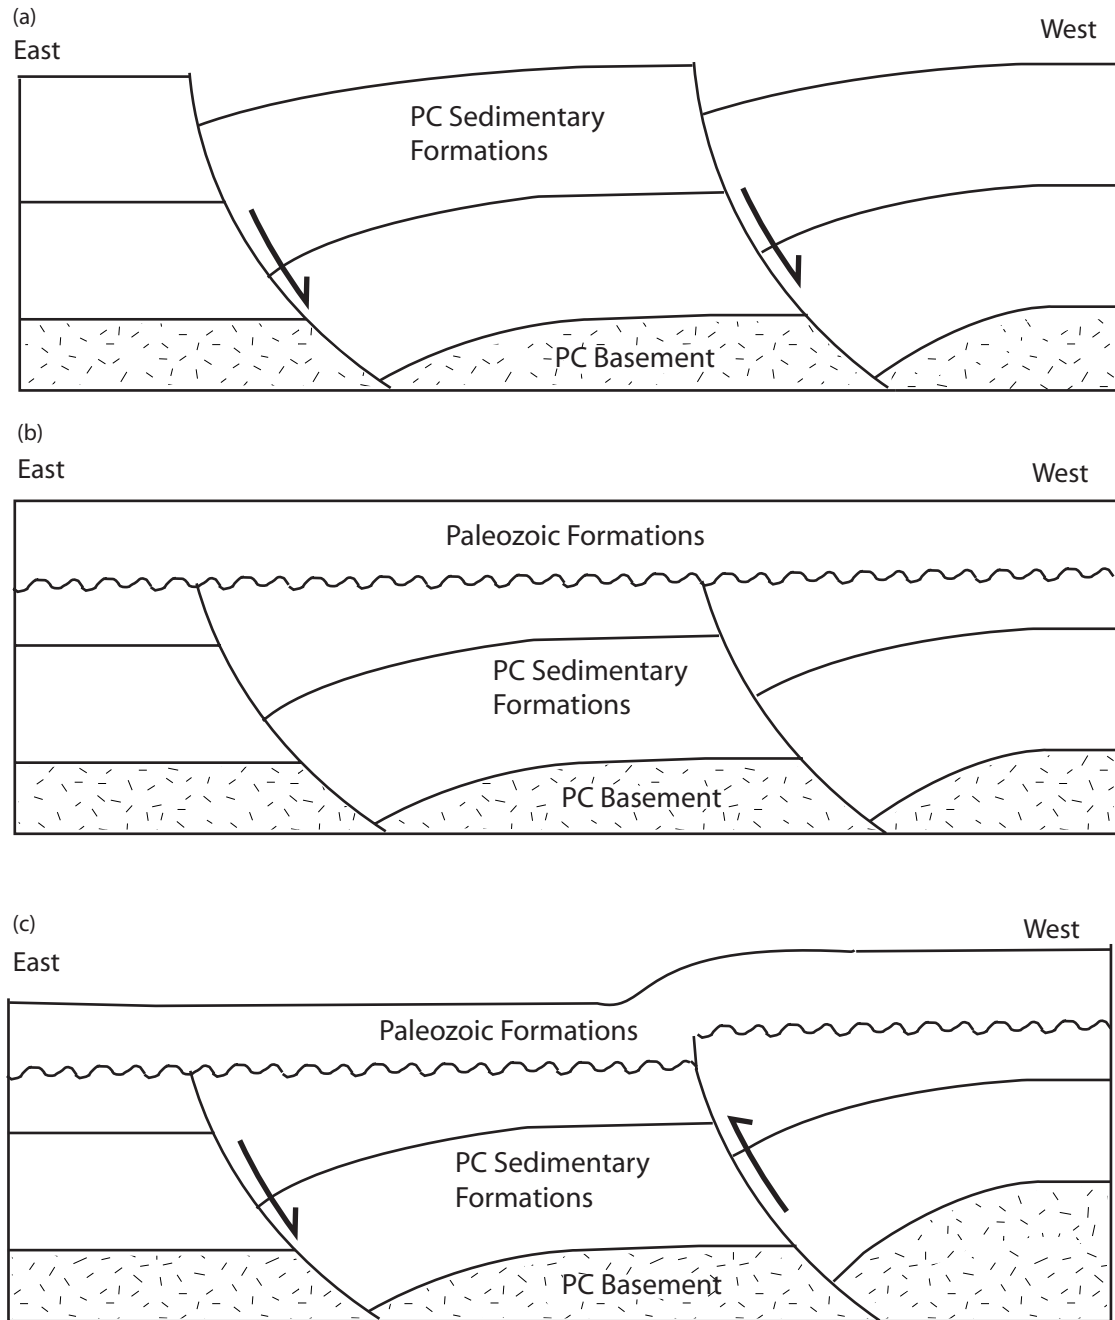 (a)
East
West
PC Sedimentary
Formations
PC Basement
(b)
East
West
Paleozoic Formations
PC Sedimentary
Formations
PC Basement
(c)
East
West
Paleozoic Formations
PC Sedimentary
Formations
PC Basement